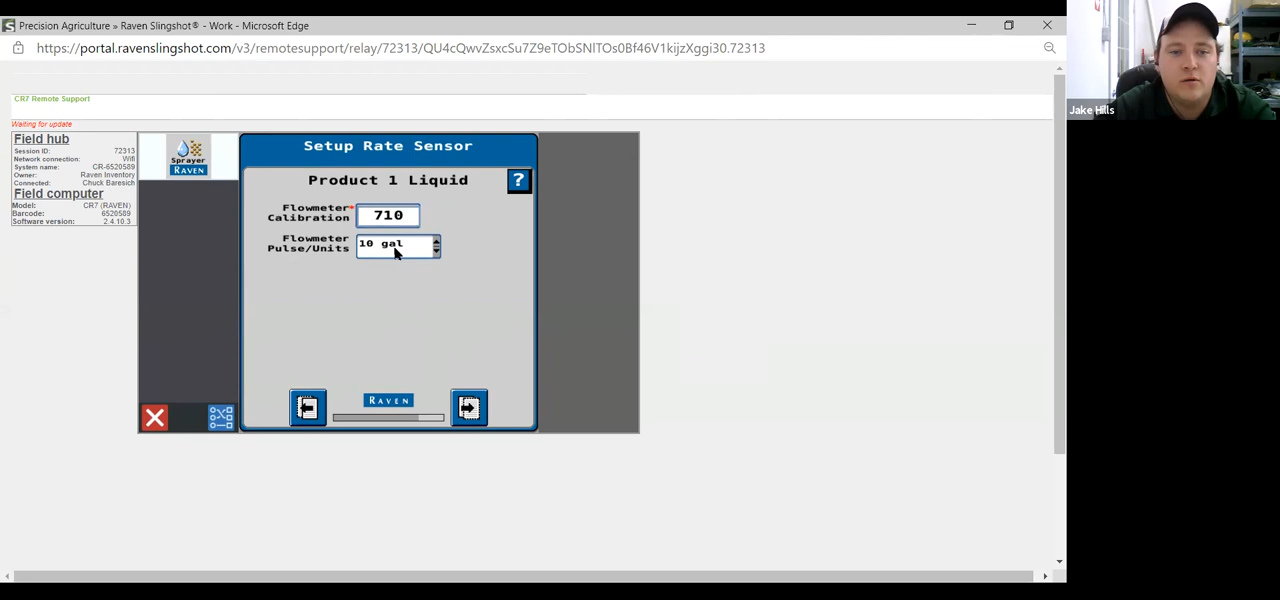 Precision Agriculture » Raven Slingshot® - Work - Microsoft Edge
https://portal.ravenslingshot.com/v3/remotesupport/relay/72313/QU4cQwvZsxcSu7Z9eTObSNlTOs0Bf46V1kijzXggi30.72313
Jake Hills
CR7 Remote Support
Waiting for update
Field hub
Session ID: 72313
Network connection: Wifi
System name: CR-6520589
Owner: Raven Inventory
Connected: Chuck Baresich
Field computer
Model: CR7 (RAVEN)
Barcode: 6520589
Software version: 2.4.10.3
Sprayer
RAVEN
Setup Rate Sensor
Product 1 Liquid
?
Flowmeter*
Calibration
710
Flowmeter
Pulse/Units
10 gal
RAVEN